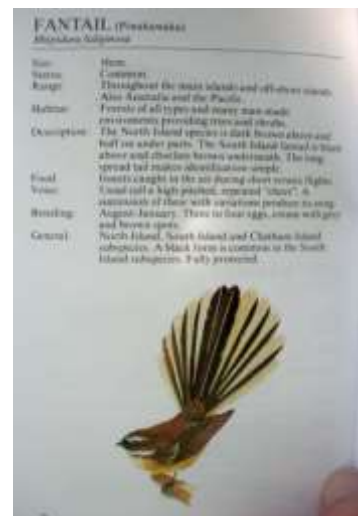 FANTAIL (Piwakawaka)
Rhipidura fuliginosa
Size: 16cm.
Status: Common.
Range: Throughout the main islands and off-shore islands.
Also Australia and the Pacific.
Habitat: Forests of all types and many man-made
environments providing trees and shrubs.
Description: The North Island species is dark brown above and
buff on under parts. The South Island fantail is
above and underneath. The long
spread tail makes identification simple.
Food: Insects caught in the air during short erratic flights.
Voice: Usual call a high pitched, repeated "cheet". A
succession of these with variations produce its song.
Breeding: August-January. Three to four eggs, cream with grey
and brown spots.
General: North Island, South Island and Chatham Island
subspecies. A black form is common in the South
Island subspecies. Fully protected.